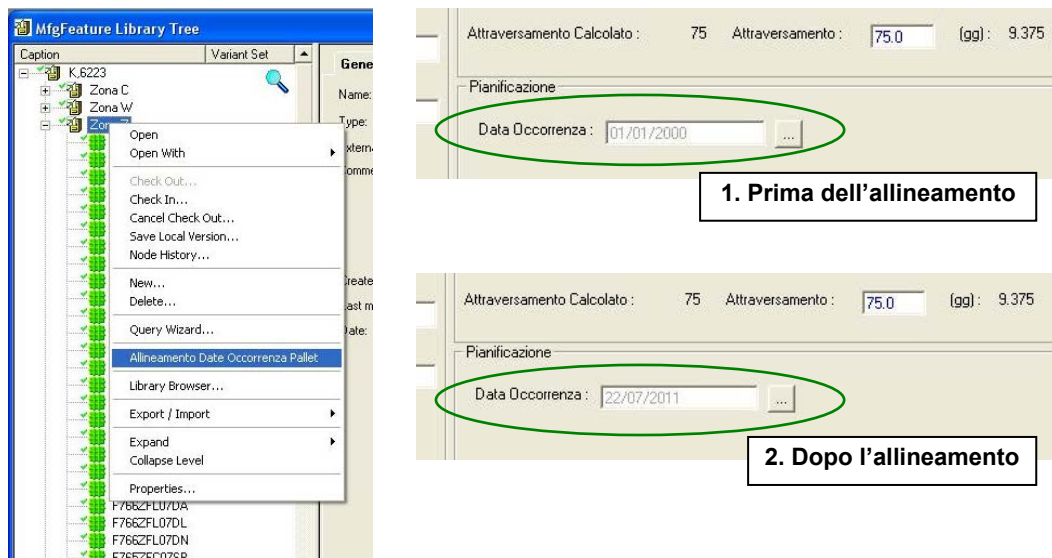 MfgFeature Library Tree
Caption Variant Set
K,6223
Zona C
Zona W
Open
Open With
Check Out...
Check In...
Cancel Check Out...
Save Local Version...
Node History...
New...
Delete...
Query Wizard...
Allineamento Date Occorrenza Pallet
Library Browser...
Export / Import
Expand
Collapse Level
Properties...
F766ZFL07DA
F766ZFL07DL
F766ZFL07DN
Name:
Type:
Date:
Attraversamento Calcolato : 75 Attraversamento : 75.0 (gg) : 9.375
Pianificazione
Data Occorrenza : 01/01/2000 ...
1. Prima dell'allineamento
Attraversamento Calcolato : 75 Attraversamento : 75.0 (gg) : 9.375
Pianificazione
Data Occorrenza : 22/07/2011 ...
2. Dopo l'allineamento